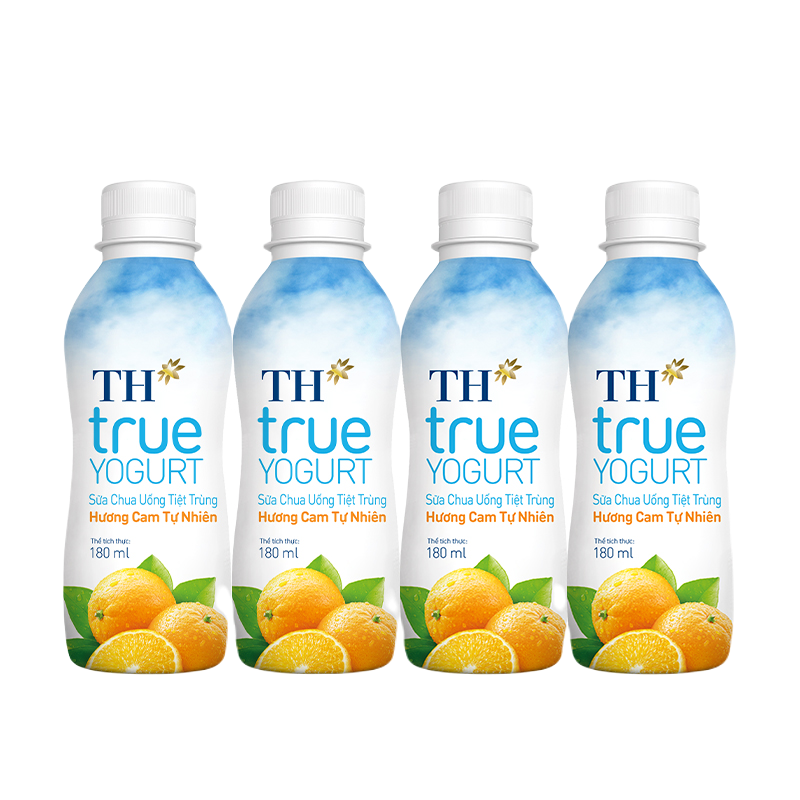 TH
true
YOGURT
Sữa Chua Uống Tiệt Trùng
Hương Cam Tự Nhiên
Thể tích thực:
180 ml
TH
true
YOGURT
Sữa Chua Uống Tiệt Trùng
Hương Cam Tự Nhiên
Thể tích thực:
180 ml
TH
true
YOGURT
Sữa Chua Uống Tiệt Trùng
Hương Cam Tự Nhiên
Thể tích thực:
180 ml
TH
true
YOGURT
Sữa Chua Uống Tiệt Trùng
Hương Cam Tự Nhiên
Thể tích thực:
180 ml